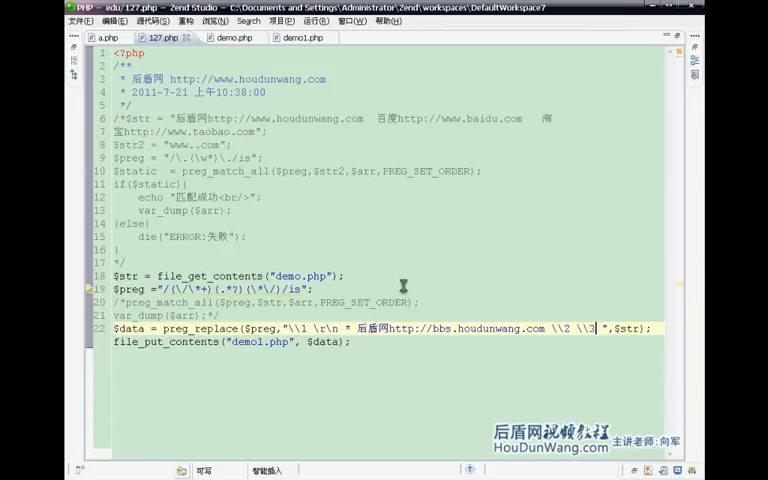 PHP - edu/127.php - Zend Studio - C:\Documents and Settings\Administrator\Zend\workspaces\DefaultWorkspace7
文件(F) 编辑(E) 源代码(S) 重构 浏览(N) Search 项目(P) 运行(R) 窗口(W) 帮助(H)
a.php 127.php demo.php demo1.php
1 <?php
2 /**
3 * 后盾网 http://www.houdunwang.com
4 * 2011-7-21 上午10:38:00
5 */
6 /*$str = "后盾网http://www.houdunwang.com 百度http://www.baidu.com 淘
7 宝http://www.taobao.com";
8 $str2 = "www..com";
9 $preg = "/\.(\w*)\./is";
10 $static = preg_match_all($preg,$str2,$arr,PREG_SET_ORDER);
11 if($static){
12 echo "匹配成功<br/>";
13 var_dump($arr);
14 }else{
15 die("ERROR:失败");
16 }
17 */
18 $str = file_get_contents("demo.php");
19 $preg ="/(\/\*+)(.*?)(\*\/)/is";
20 /*preg_match_all($preg,$str,$arr,PREG_SET_ORDER);
21 var_dump($arr);*/
22 $data = preg_replace($preg,"\\1 \r\n * 后盾网http://bbs.houdunwang.com \\2 \\3 ",$str);
file_put_contents("demo1.php", $data);
后盾网视频教程
HouDunWang.com 主讲老师:向军
可写 智能插入